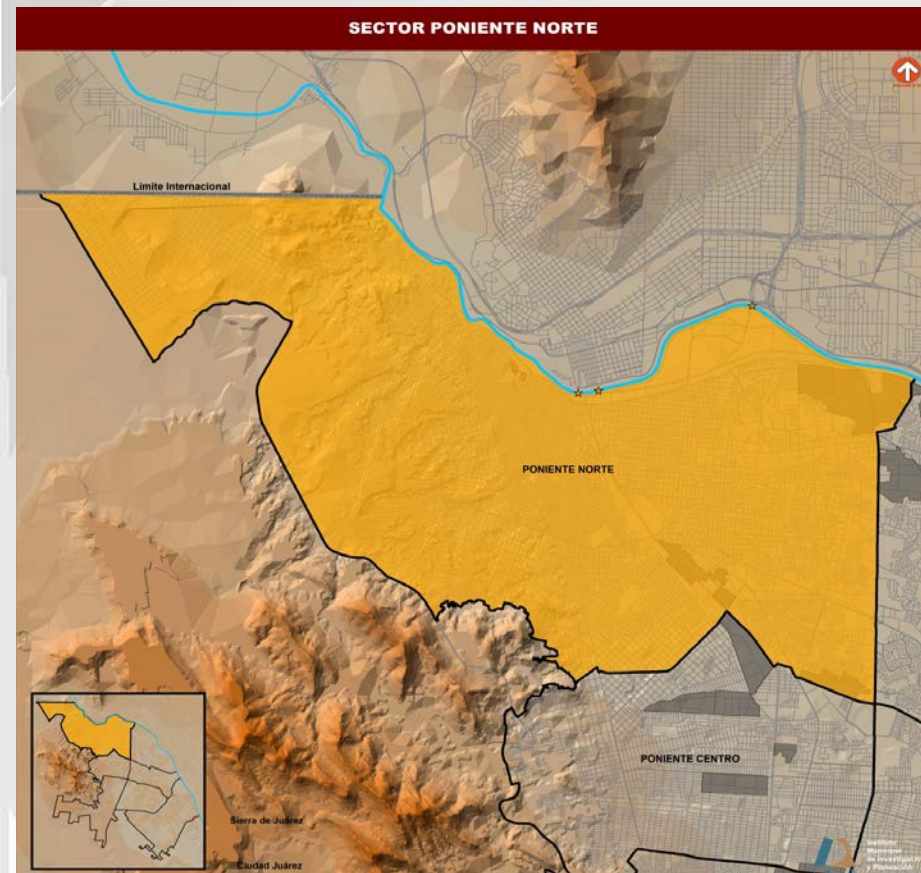 SECTOR PONIENTE NORTE
Limite Internacional
PONIENTE NORTE
PONIENTE CENTRO
Sierra de Juárez
Ciudad Juárez
Instituto
Municipal
de Investigación
y Planeación